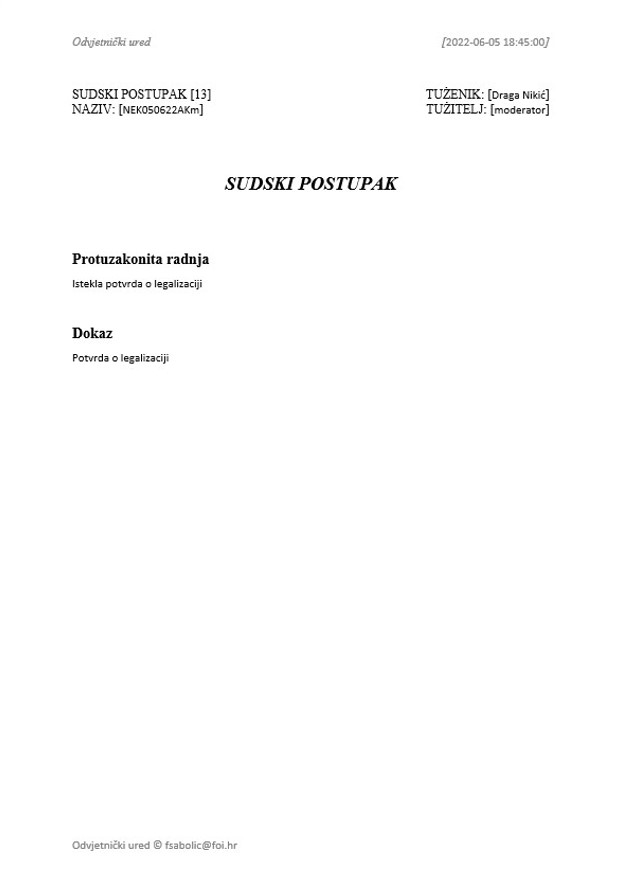 Odvjetnički ured [2022-06-05 18:45:00]
SUDSKI POSTUPAK [13] TUŽENIK: [Draga Nikić]
NAZIV: [NEK050622AKm] TUŽITELJ: [moderator]
SUDSKI POSTUPAK
Protuzakonita radnja
Istekla potvrda o legalizaciji
Dokaz
Potvrda o legalizaciji
Odvjetnički ured © fsabolic@foi.hr